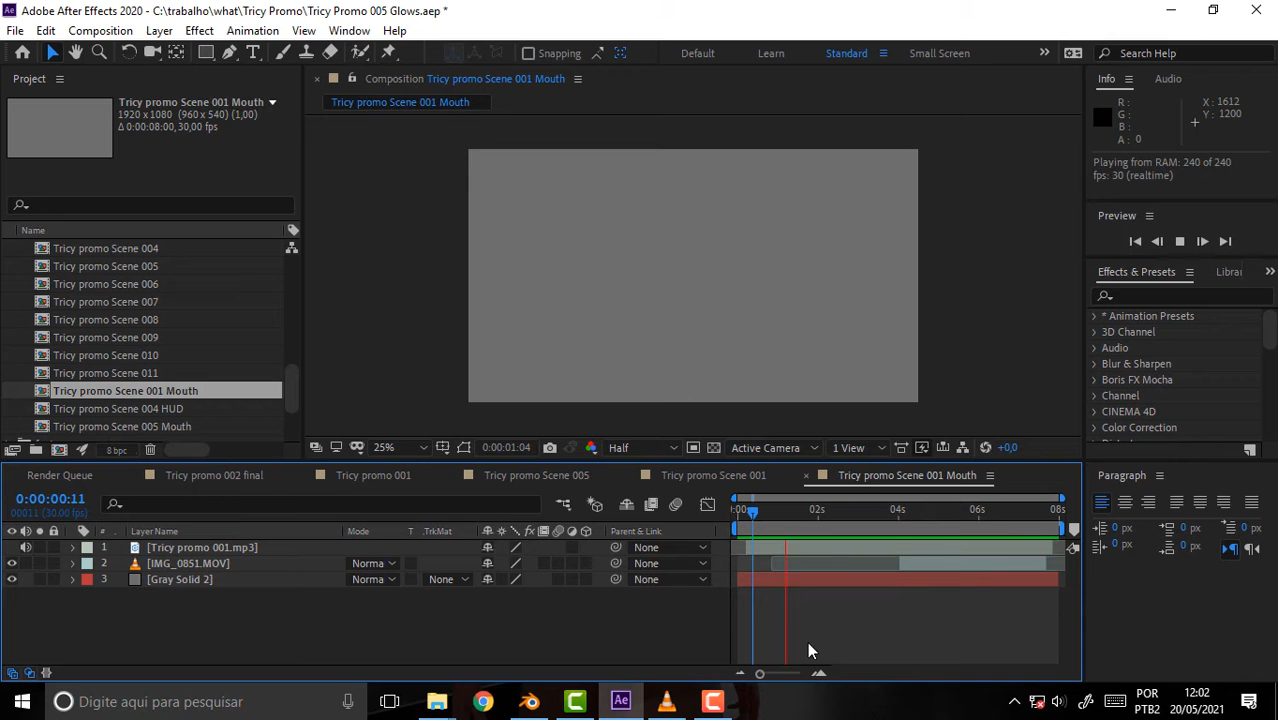 Ae Adobe After Effects 2020 - C:\trabalho\what\Tricy Promo\Tricy Promo 005 Glows.aep *
File Edit Composition Layer Effect Animation View Window Help
Snapping Default Learn Standard Small Screen Search Help
Project
Tricy promo Scene 001 Mouth
1920 x 1080 (960 x 540) (1,00)
Δ 0:00:08:00, 30,00 fps
Name
Tricy promo Scene 004
Tricy promo Scene 005
Tricy promo Scene 006
Tricy promo Scene 007
Tricy promo Scene 008
Tricy promo Scene 009
Tricy promo Scene 010
Tricy promo Scene 011
Tricy promo Scene 001 Mouth
Tricy promo Scene 004 HUD
Tricy promo Scene 005 Mouth
8 bpc
Composition Tricy promo Scene 001 Mouth
Tricy promo Scene 001 Mouth
25% 0:00:01:04 Half Active Camera 1 View +0,0
Info Audio
R :
G :
B :
A : 0
X : 1612
Y : 1200
Playing from RAM: 240 of 240
fps: 30 (realtime)
Preview
Effects & Presets Librai
* Animation Presets
3D Channel
Audio
Blur & Sharpen
Boris FX Mocha
Channel
CINEMA 4D
Color Correction
Render Queue Tricy promo 002 final Tricy promo 001 Tricy promo Scene 005 Tricy promo Scene 001 Tricy promo Scene 001 Mouth
0:00:00:11
00011 (30.00 fps)
02s 04s 06s 08s
# Layer Name Mode T TrkMat Parent & Link
1 [Tricy promo 001.mp3] None
2 [IMG_0851.MOV] Norma None
3 [Gray Solid 2] Norma None None
Paragraph
0 px 0 px 0 px
0 px 0 px
Digite aqui para pesquisar
POR
PTB2
12:02
20/05/2021